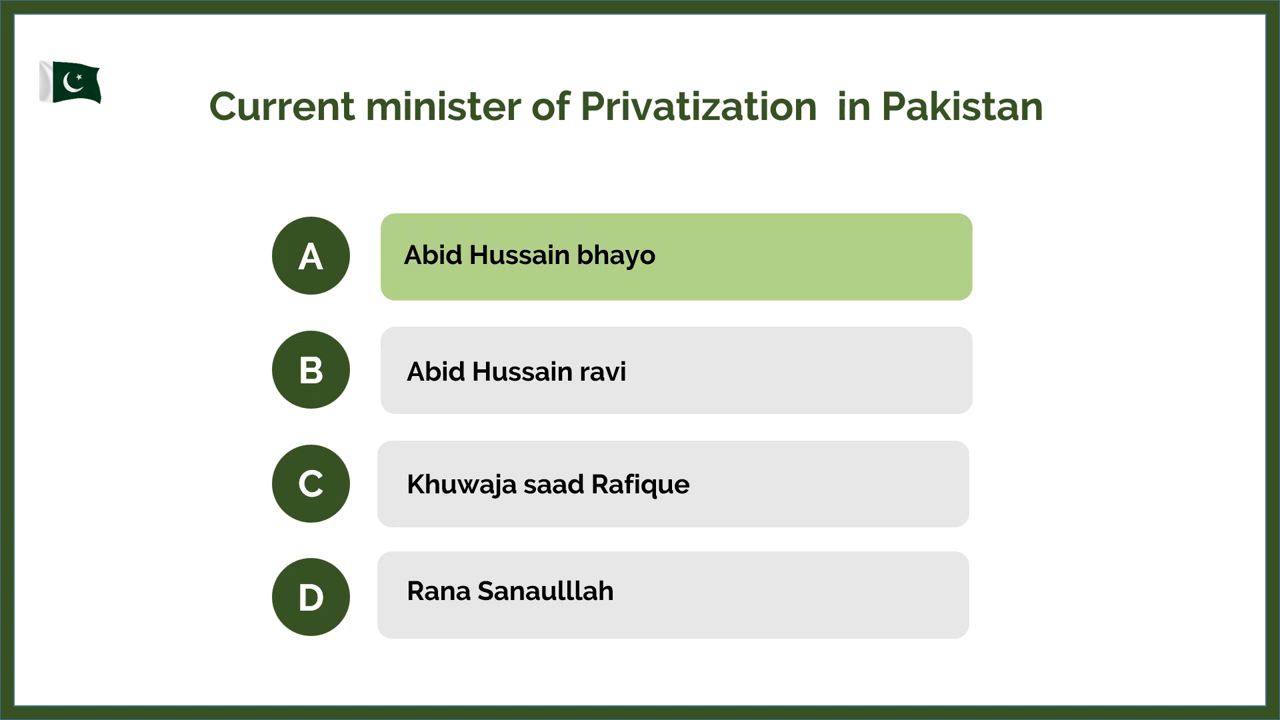 Current minister of Privatization  in Pakistan
A
Abid Hussain bhayo
B
Abid Hussain ravi
C
Khuwaja saad Rafique
D
Rana Sanaulllah